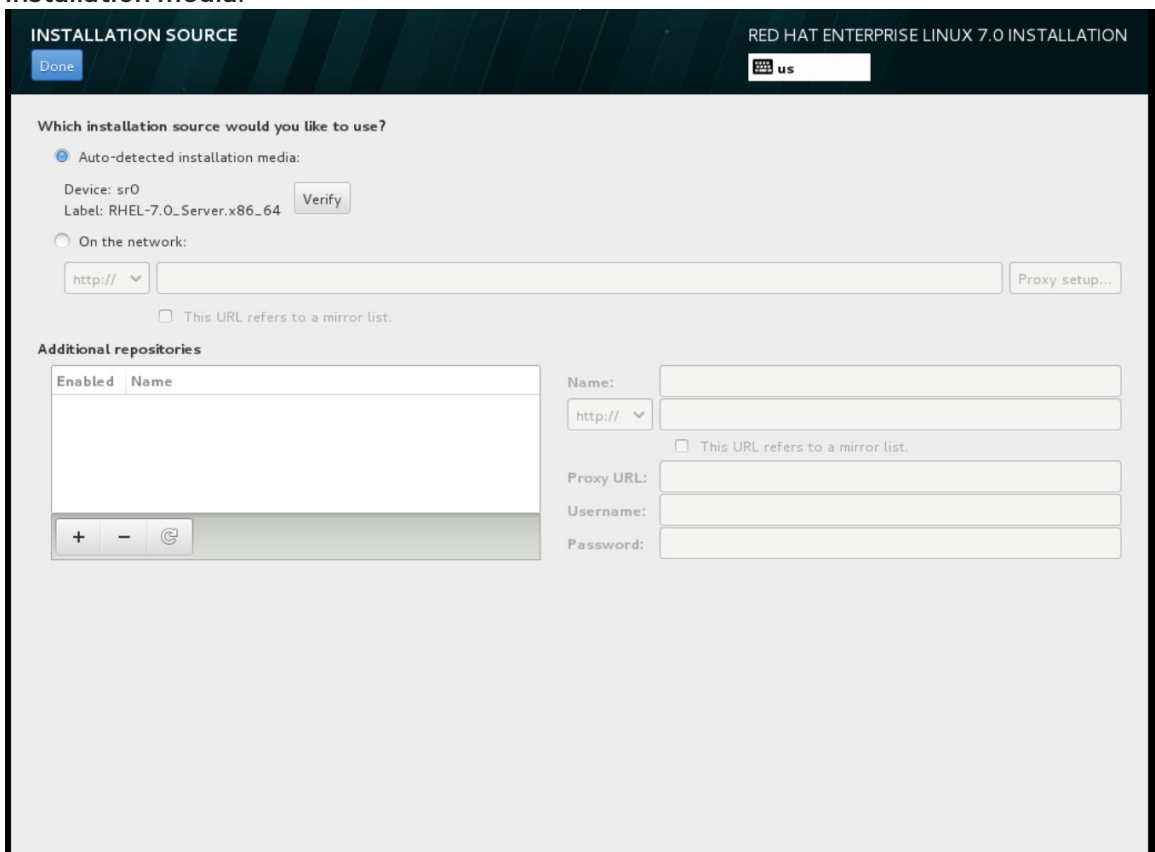 installation media.
INSTALLATION SOURCE
RED HAT ENTERPRISE LINUX 7.0 INSTALLATION
Done
us
Which installation source would you like to use?
Auto-detected installation media:
Device: sr0
Label: RHEL-7.0_Server.x86_64
Verify
On the network:
http://
Proxy setup...
This URL refers to a mirror list.
Additional repositories
Enabled Name
Name:
http://
This URL refers to a mirror list.
Proxy URL:
Username:
Password:
+ −